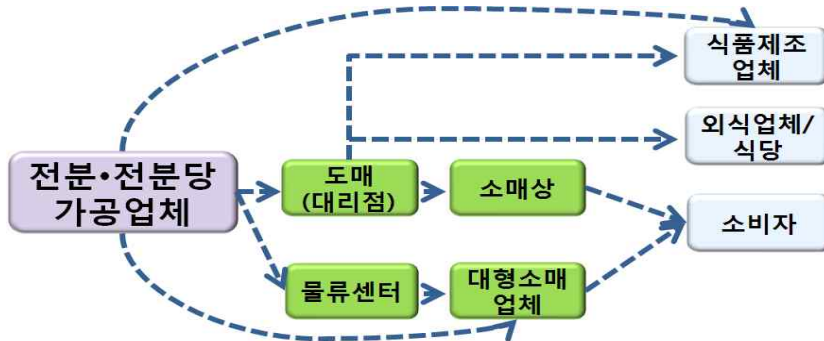 식품제조
업체
외식업체/
식당
전분•전분당
가공업체
도매
(대리점)
소매상
소비자
물류센터
대형소매
업체